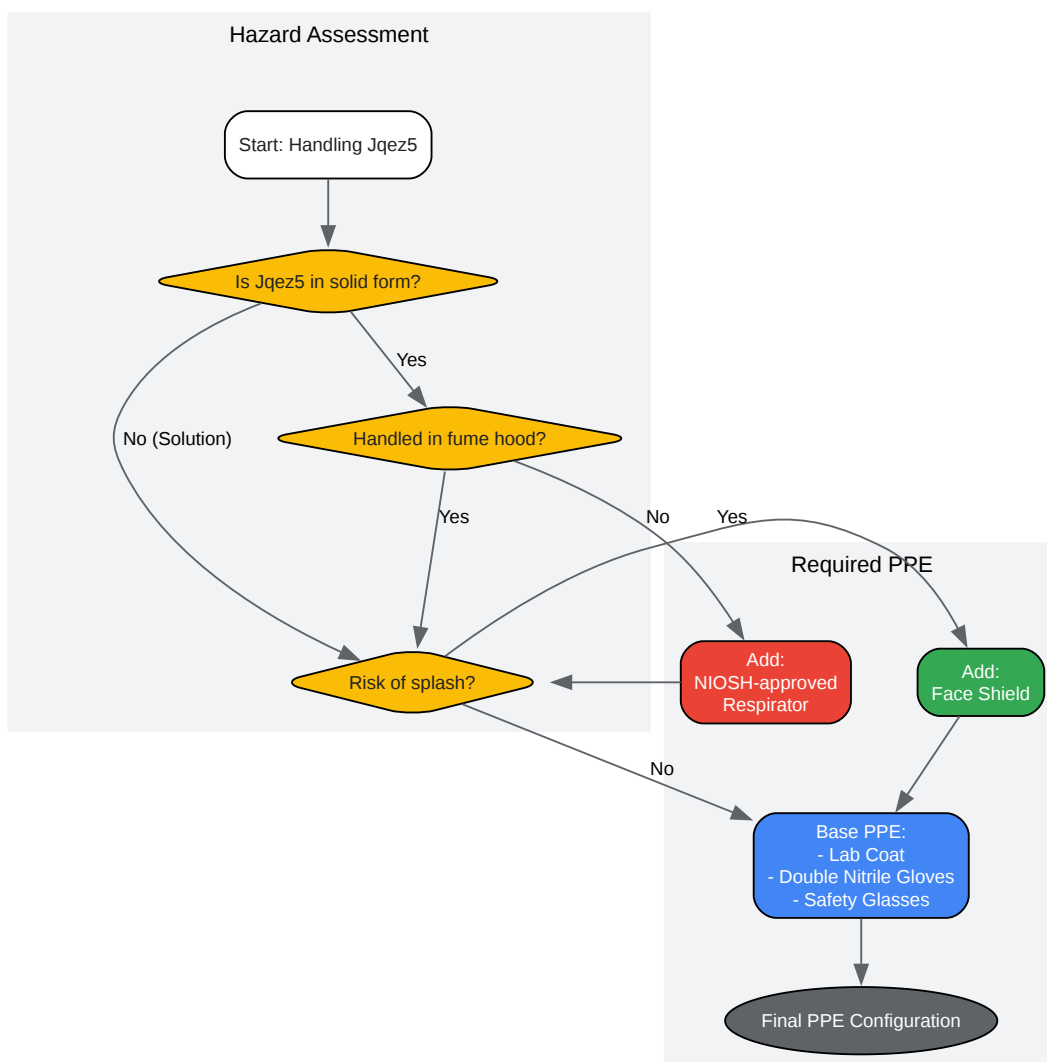 Hazard Assessment
Start: Handling Jqez5
Is Jqez5 in solid form?
Yes
No (Solution)
Handled in fume hood?
Yes
No
Yes
Required PPE
Risk of splash?
Add:
NIOSH-approved
Respirator
Add:
Face Shield
No
Base PPE:
- Lab Coat
- Double Nitrile Gloves
- Safety Glasses
Final PPE Configuration